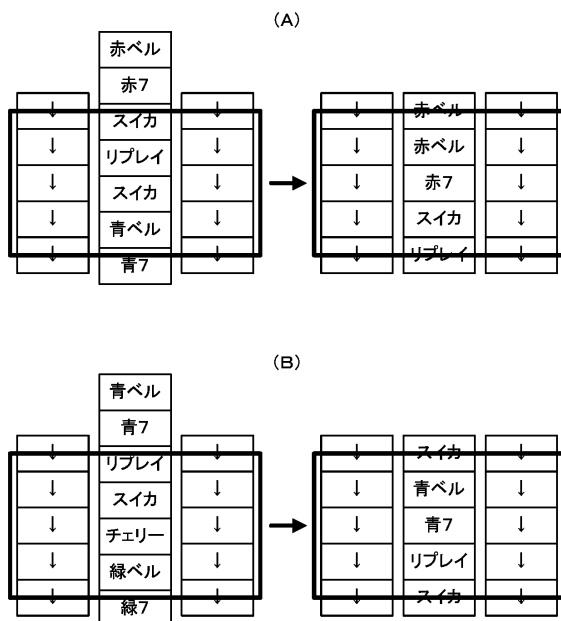 (A)
赤ベル
赤7
スイカ
リプレイ
スイカ
青ベル
青7
赤ベル
赤ベル
赤7
スイカ
リプレイ
(B)
青ベル
青7
リプレイ
スイカ
チェリー
緑ベル
緑7
スイカ
青ベル
青7
リプレイ
スイカ